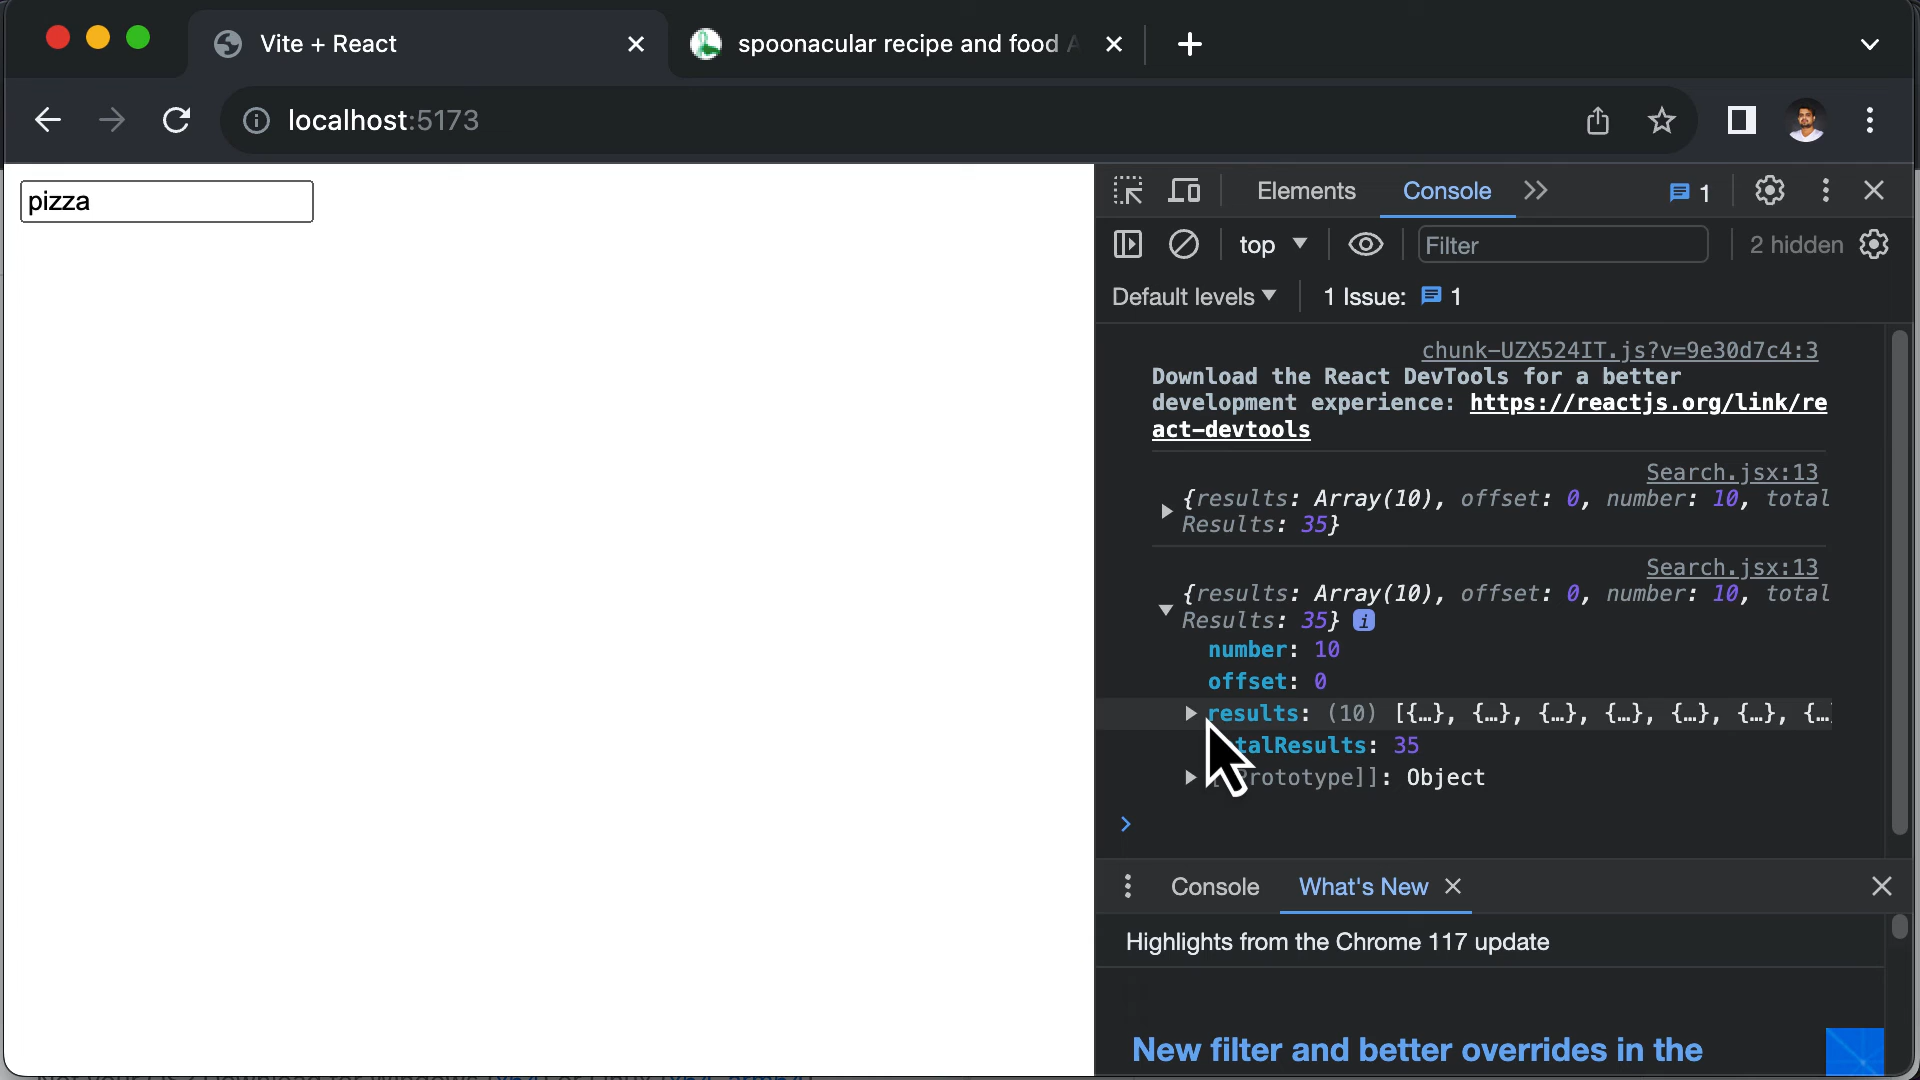 Vite + React
spoonacular recipe and food A
localhost:5173
pizza
Elements Console 1
top Filter 2 hidden
Default levels 1 Issue: 1
chunk-UZX524IT.js?v=9e30d7c4:3
Download the React DevTools for a better
development experience: https://reactjs.org/link/re
act-devtools
Search.jsx:13
{results: Array(10), offset: 0, number: 10, total
Results: 35}
Search.jsx:13
{results: Array(10), offset: 0, number: 10, total
Results: 35} i
number: 10
offset: 0
results: (10) [{…}, {…}, {…}, {…}, {…}, {…}, {…
talResults: 35
rototype]]: Object
Console What's New
Highlights from the Chrome 117 update
New filter and better overrides in the